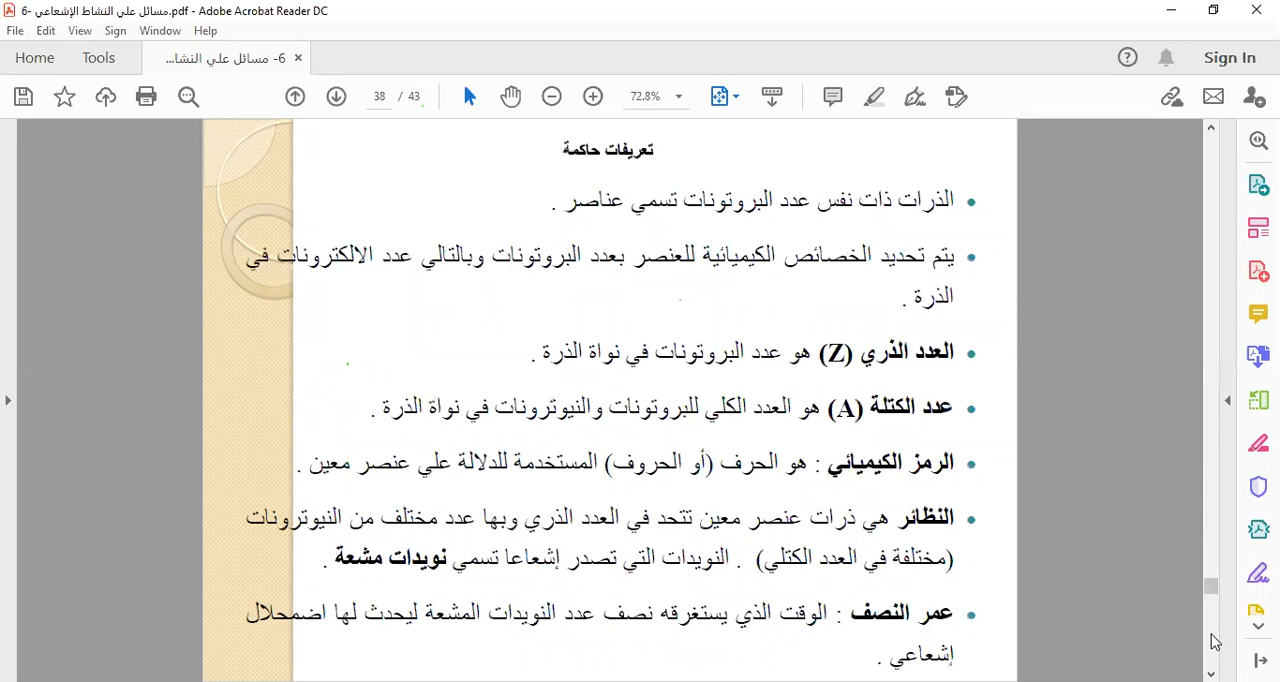 6- مسائل علي النشاط الإشعاعي.pdf - Adobe Acrobat Reader DC
File Edit View Sign Window Help
Home Tools 6- مسائل علي النشا... × Sign In
38 / 43 72.8%
تعريفات حاكمة
• الذرات ذات نفس عدد البروتونات تسمي عناصر .
• يتم تحديد الخصائص الكيميائية للعنصر بعدد البروتونات وبالتالي عدد الالكترونات في
الذرة .
• العدد الذري (Z) هو عدد البروتونات في نواة الذرة .
• عدد الكتلة (A) هو العدد الكلي للبروتونات والنيوترونات في نواة الذرة .
• الرمز الكيميائي : هو الحرف (أو الحروف) المستخدمة للدلالة علي عنصر معين .
• النظائر هي ذرات عنصر معين تتحد في العدد الذري وبها عدد مختلف من النيوترونات
(مختلفة في العدد الكتلي) . النويدات التي تصدر إشعاعا تسمي نويدات مشعة .
• عمر النصف : الوقت الذي يستغرقه نصف عدد النويدات المشعة ليحدث لها اضمحلال
إشعاعي .